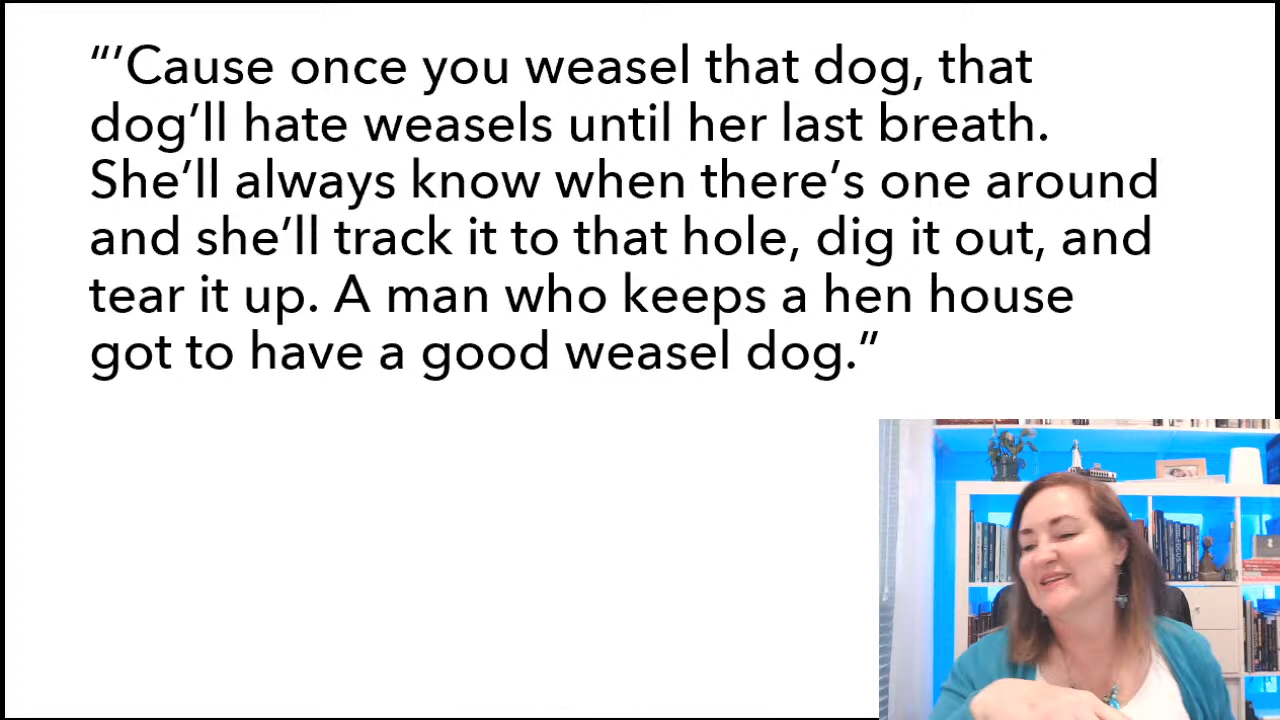 “’Cause once you weasel that dog, that
dog’ll hate weasels until her last breath.
She’ll always know when there’s one around
and she’ll track it to that hole, dig it out, and
tear it up. A man who keeps a hen house
got to have a good weasel dog.”